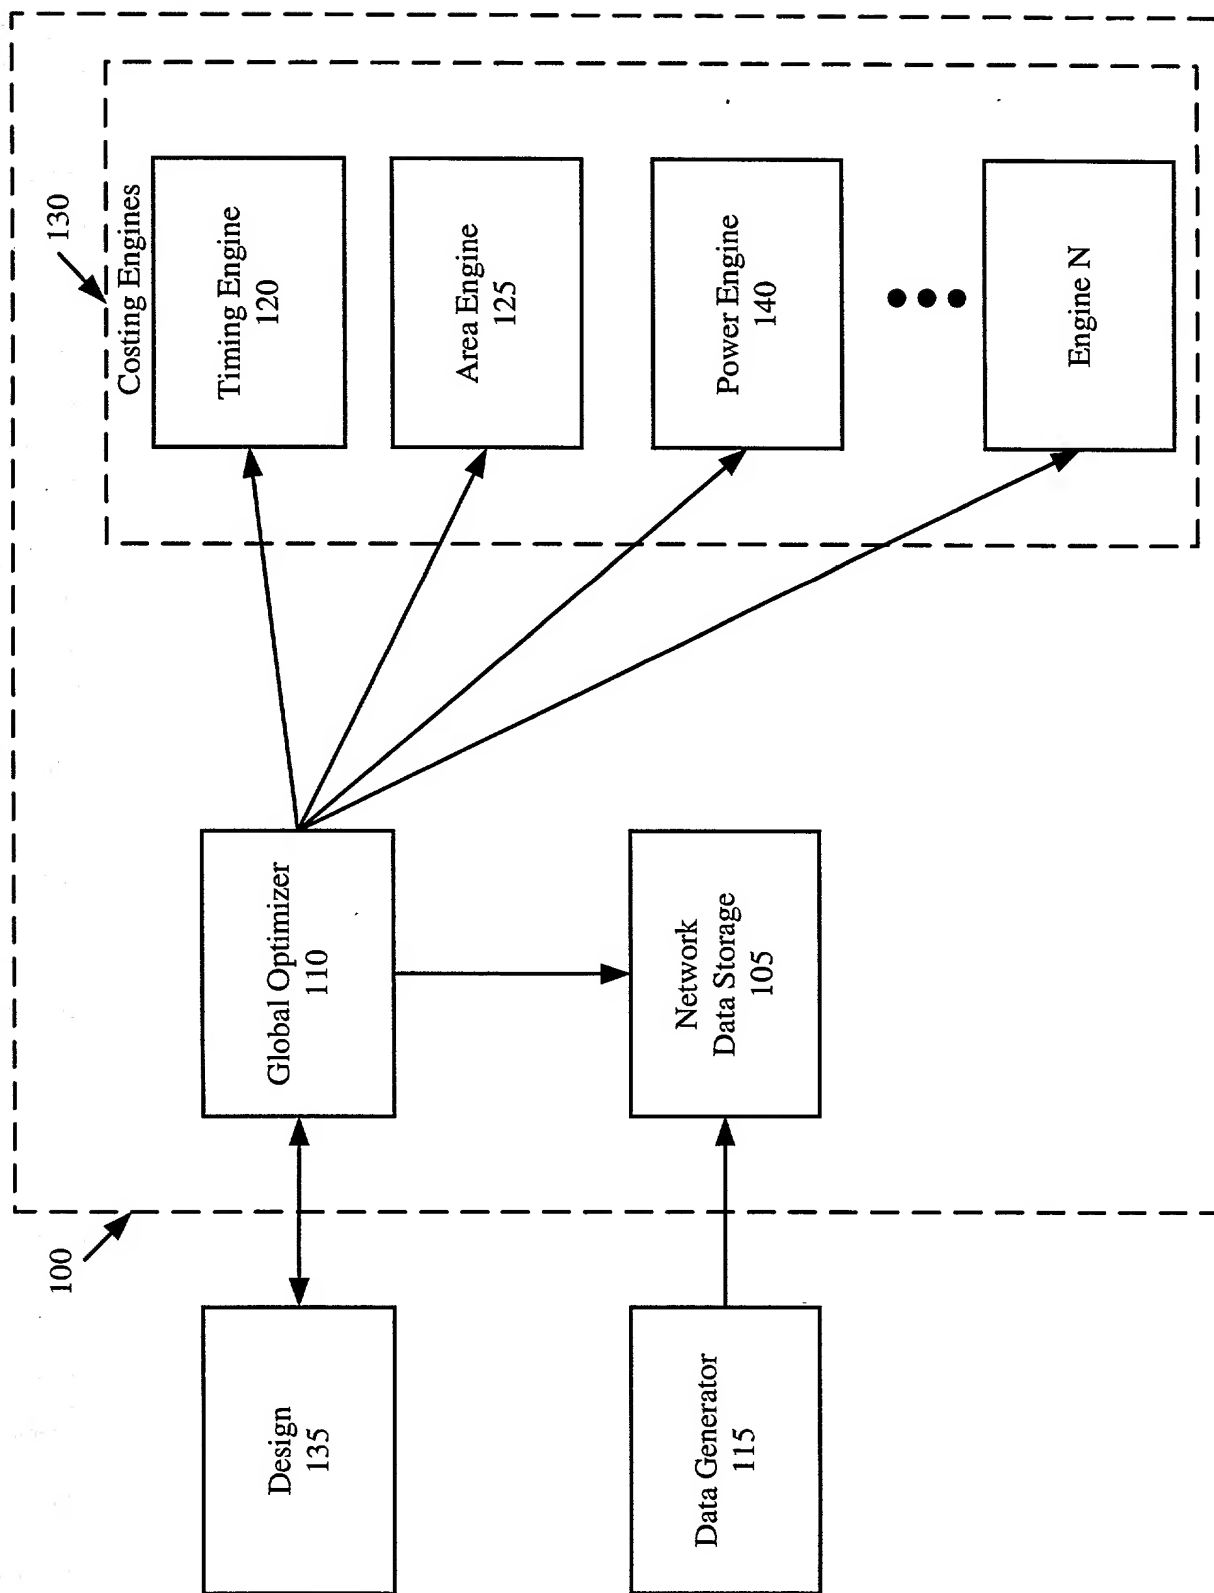 100
130
Costing Engines
Design
135
Global Optimizer
110
Timing Engine
120
Area Engine
125
Data Generator
115
Network
Data Storage
105
Power Engine
140
Engine N